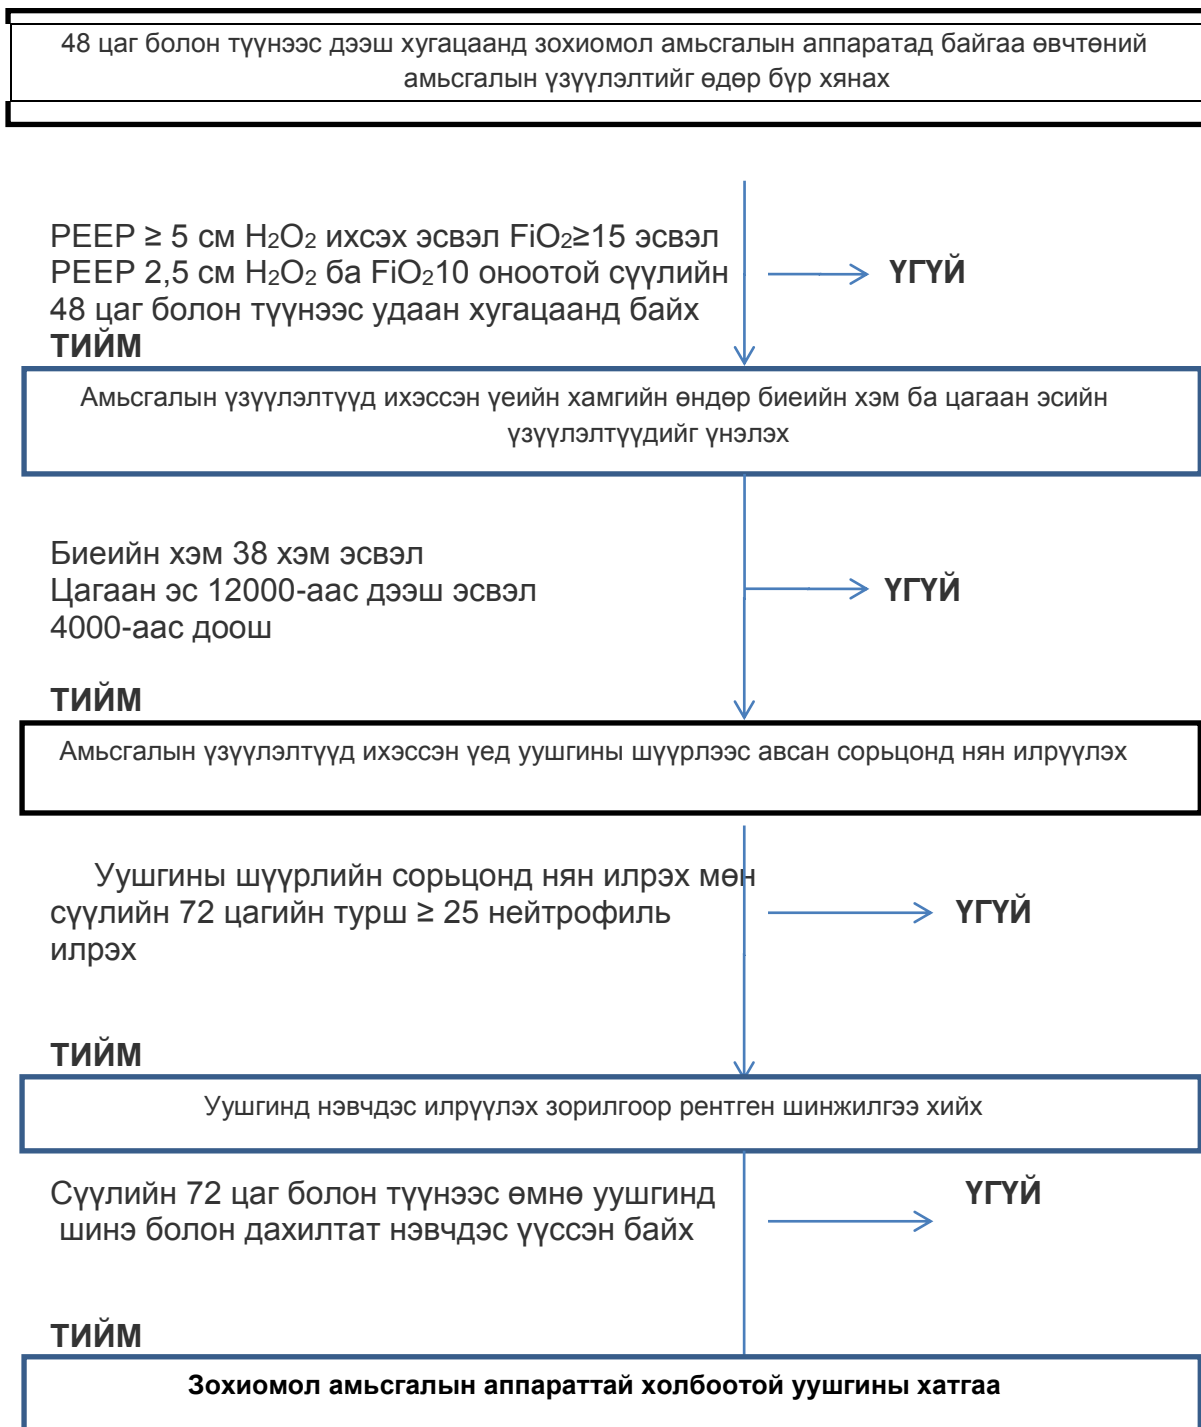 48 цаг болон түүнээс дээш хугацаанд зохиомол амьсгалын аппаратад байгаа өвчтөний
амьсгалын үзүүлэлтийг өдөр бүр хянах
PEEP ≥ 5 см H₂O₂ ихсэх эсвэл FiO₂≥15 эсвэл
PEEP 2,5 см H₂O₂ ба FiO₂10 оноотой сүүлийн
48 цаг болон түүнээс удаан хугацаанд байх
ҮГҮЙ
ТИЙМ
Амьсгалын үзүүлэлтүүд ихэссэн үеийн хамгийн өндөр биеийн хэм ба цагаан эсийн
үзүүлэлтүүдийг үнэлэх
Биеийн хэм 38 хэм эсвэл
Цагаан эс 12000-аас дээш эсвэл
4000-аас доош
ҮГҮЙ
ТИЙМ
Амьсгалын үзүүлэлтүүд ихэссэн үед уушгины шүүрлээс авсан сорьцонд нян илрүүлэх
Уушгины шүүрлийн сорьцонд нян илрэх мөн
сүүлийн 72 цагийн турш ≥ 25 нейтрофиль
илрэх
ҮГҮЙ
ТИЙМ
Уушгинд нэвчдэс илрүүлэх зорилгоор рентген шинжилгээ хийх
Сүүлийн 72 цаг болон түүнээс өмнө уушгинд
шинэ болон дахилтат нэвчдэс үүссэн байх
ҮГҮЙ
ТИЙМ
Зохиомол амьсгалын аппараттай холбоотой уушгины хатгаа